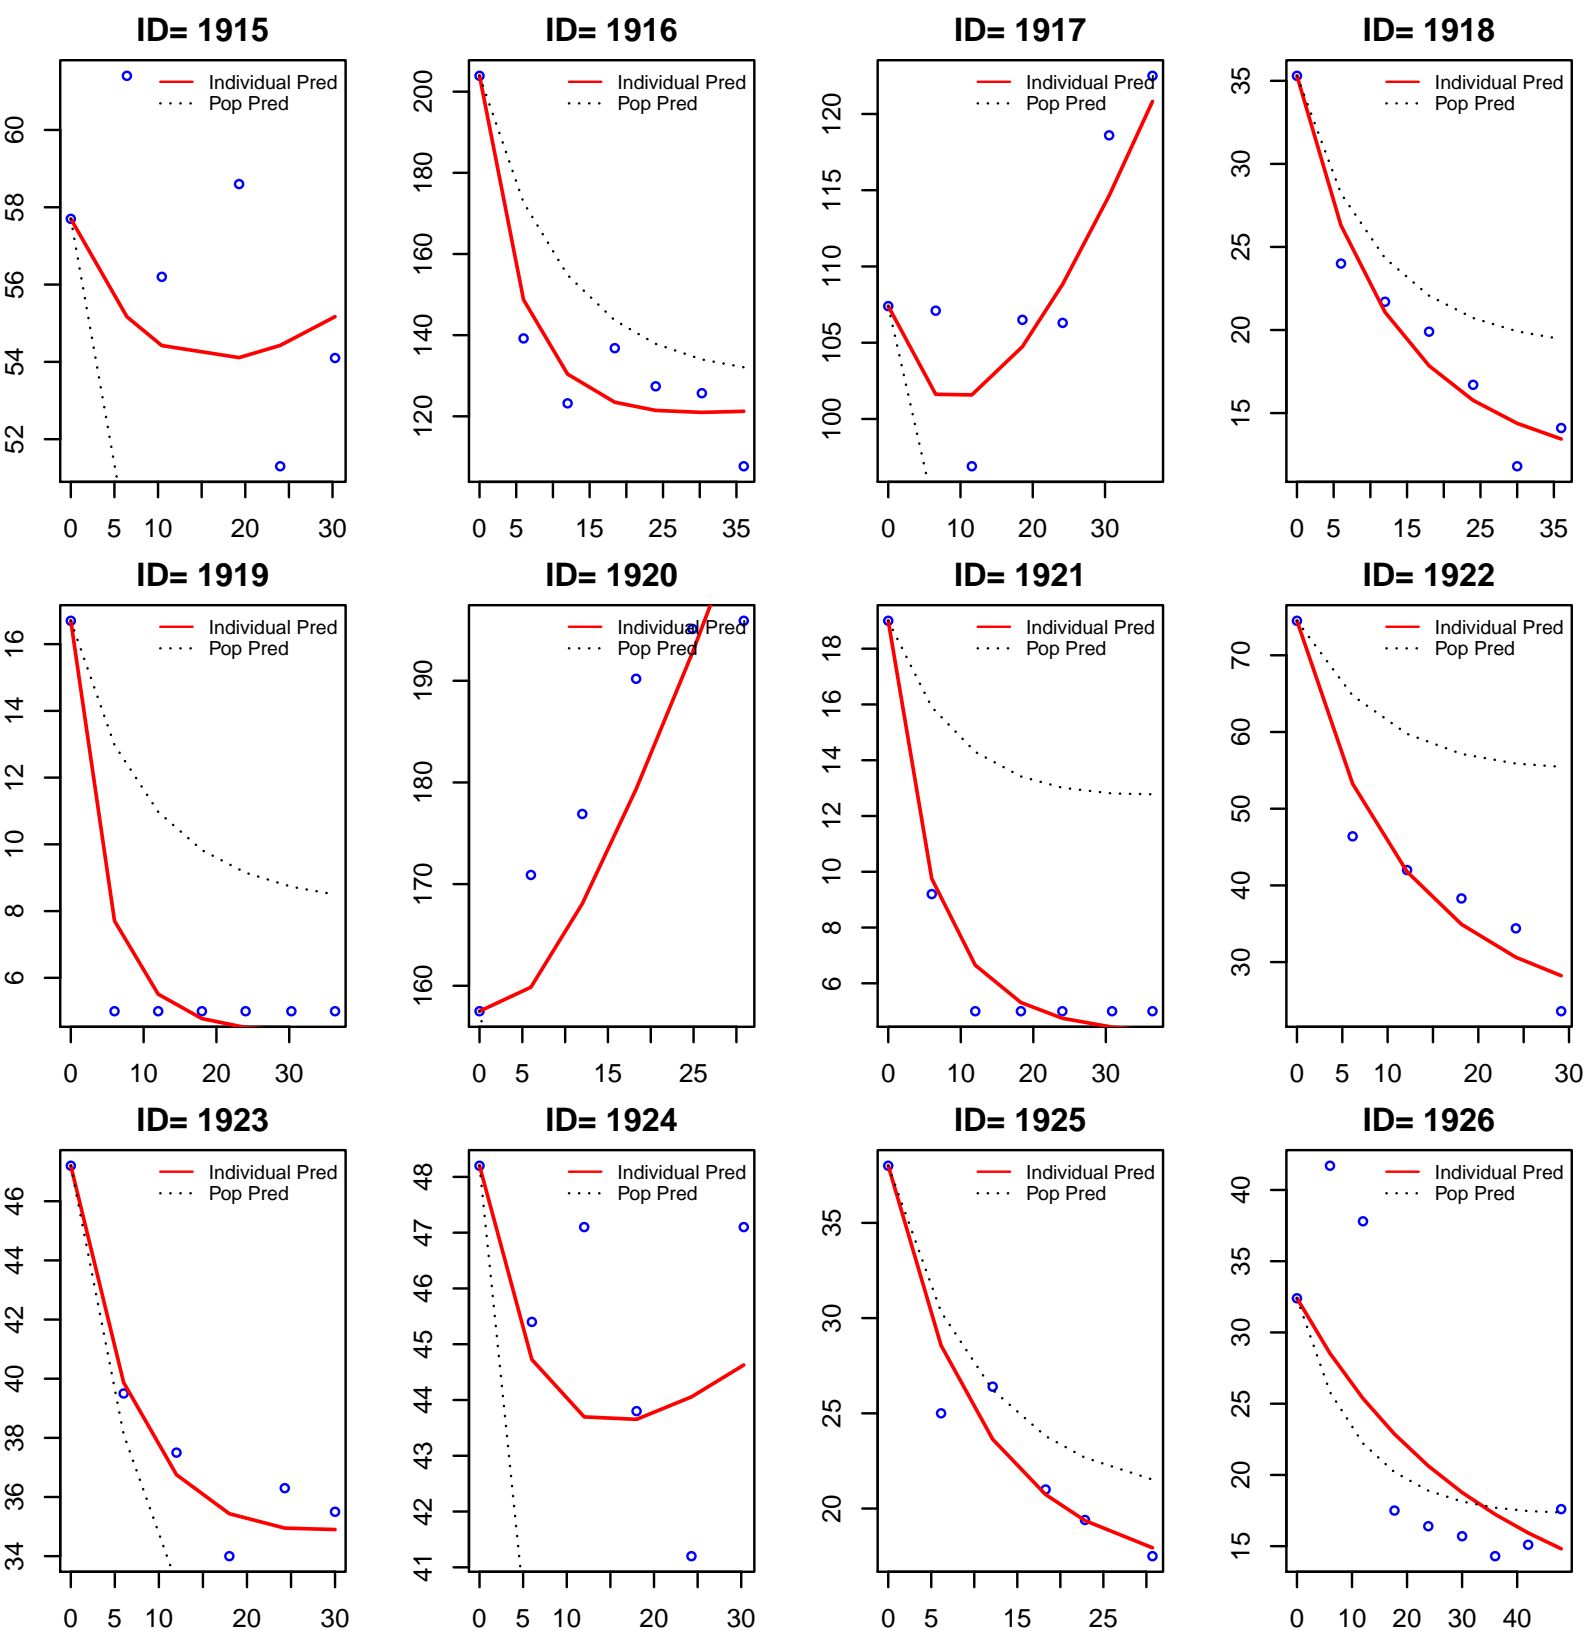 ID= 1915
Individual Pred
Pop Pred
52 54 56 58 60
0 5 10 20 30
ID= 1916
Individual Pred
Pop Pred
120 140 160 180 200
0 5 15 25 35
ID= 1917
Individual Pred
Pop Pred
100 105 110 115 120
0 10 20 30
ID= 1918
Individual Pred
Pop Pred
15 20 25 30 35
0 5 15 25 35
ID= 1919
Individual Pred
Pop Pred
6 8 10 12 14 16
0 10 20 30
ID= 1920
Individual Pred
Pop Pred
160 170 180 190
0 5 15 25
ID= 1921
Individual Pred
Pop Pred
6 8 10 12 14 16 18
0 10 20 30
ID= 1922
Individual Pred
Pop Pred
30 40 50 60 70
0 5 10 20 30
ID= 1923
Individual Pred
Pop Pred
34 36 38 40 42 44 46
0 5 10 20 30
ID= 1924
Individual Pred
Pop Pred
41 42 43 44 45 46 47 48
0 5 10 20 30
ID= 1925
Individual Pred
Pop Pred
20 25 30 35
0 5 15 25
ID= 1926
Individual Pred
Pop Pred
15 20 25 30 35 40
0 10 20 30 40